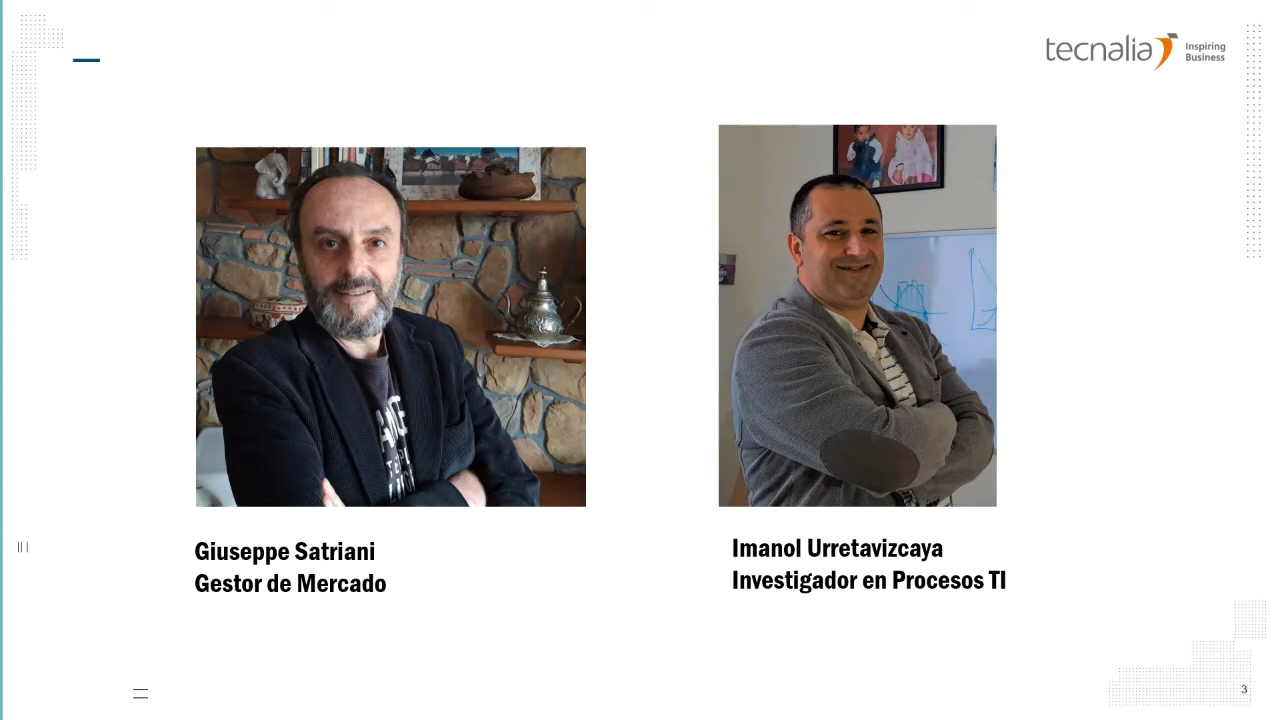 tecnalia
Inspiring
Business
Giuseppe Satriani
Gestor de Mercado
Imanol Urretavizcaya
Investigador en Procesos TI
3